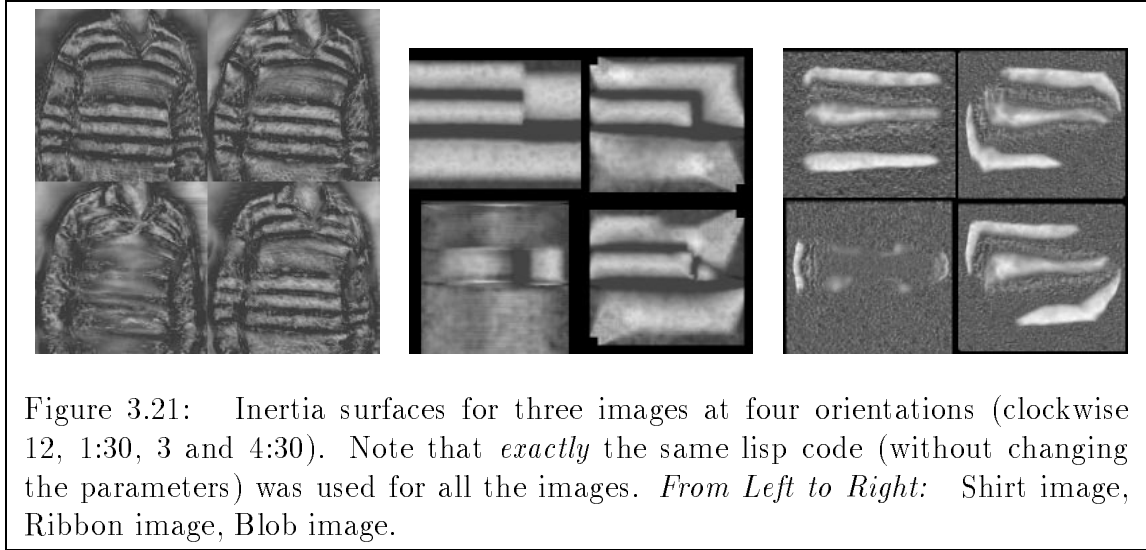 Figure 3.21: Inertia surfaces for three images at four orientations (clockwise
12, 1:30, 3 and 4:30). Note that exactly the same lisp code (without changing
the parameters) was used for all the images. From Left to Right: Shirt image,
Ribbon image, Blob image.